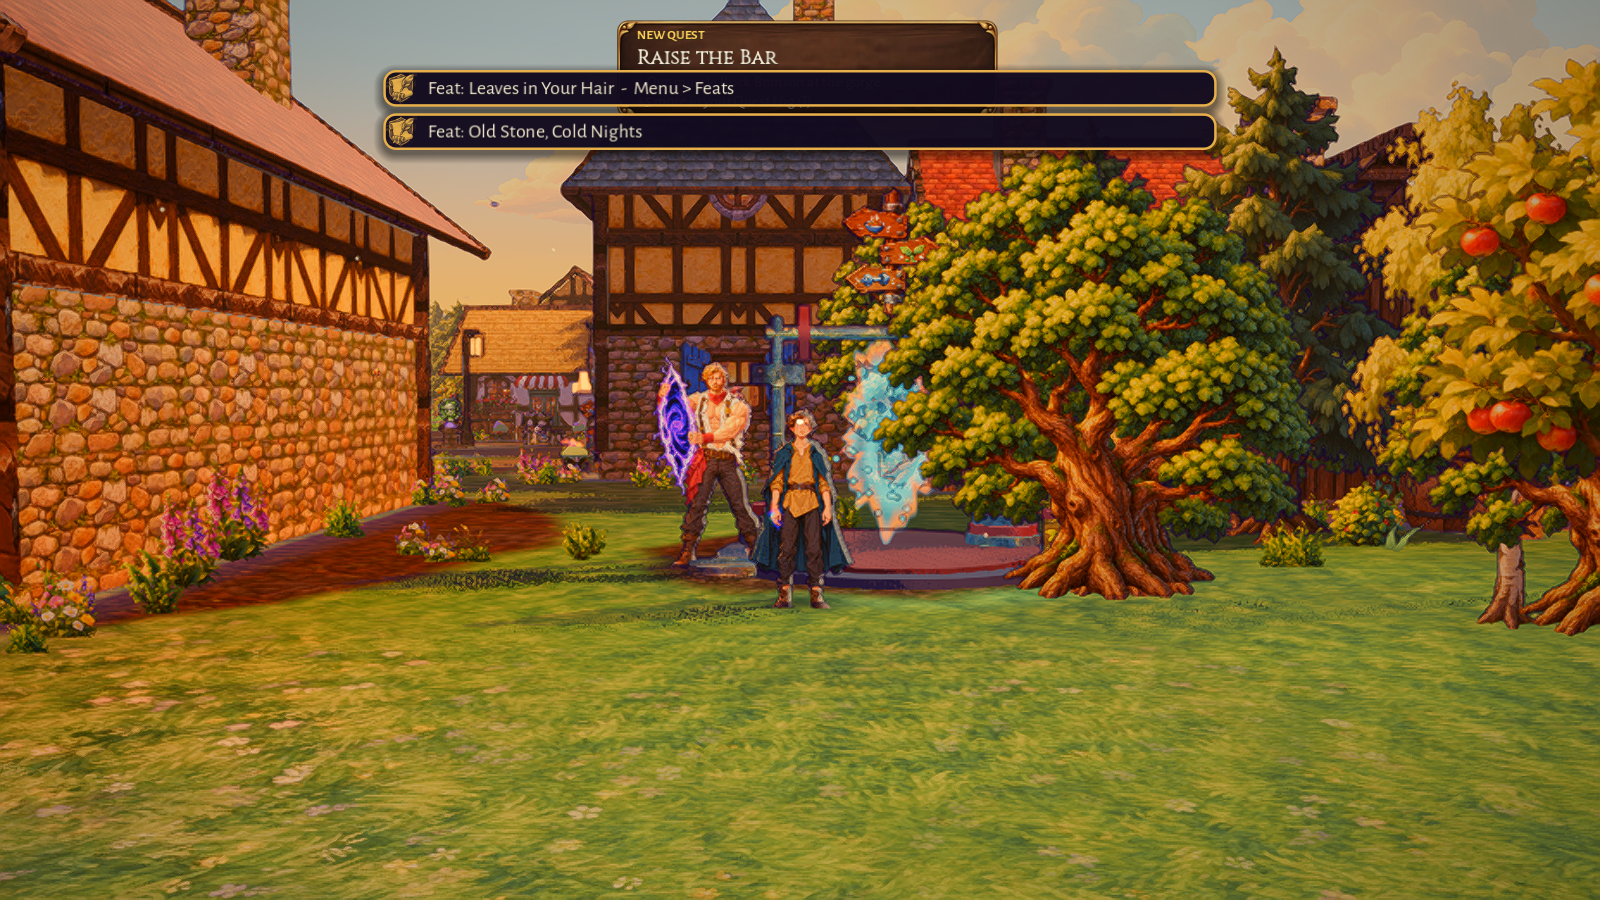 NEW QUEST
RAISE THE BAR
Feat: Leaves in Your Hair - Menu > Feats
Feat: Old Stone, Cold Nights